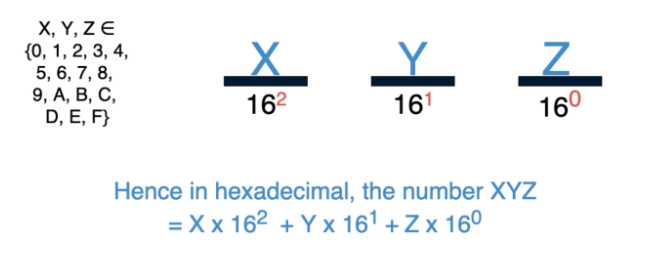 X, Y, Z ∈
{0, 1, 2, 3, 4,
5, 6, 7, 8,
9, A, B, C,
D, E, F}
X Y Z
16² 16¹ 16⁰
Hence in hexadecimal, the number XYZ
= X x 16² + Y x 16¹ + Z x 16⁰